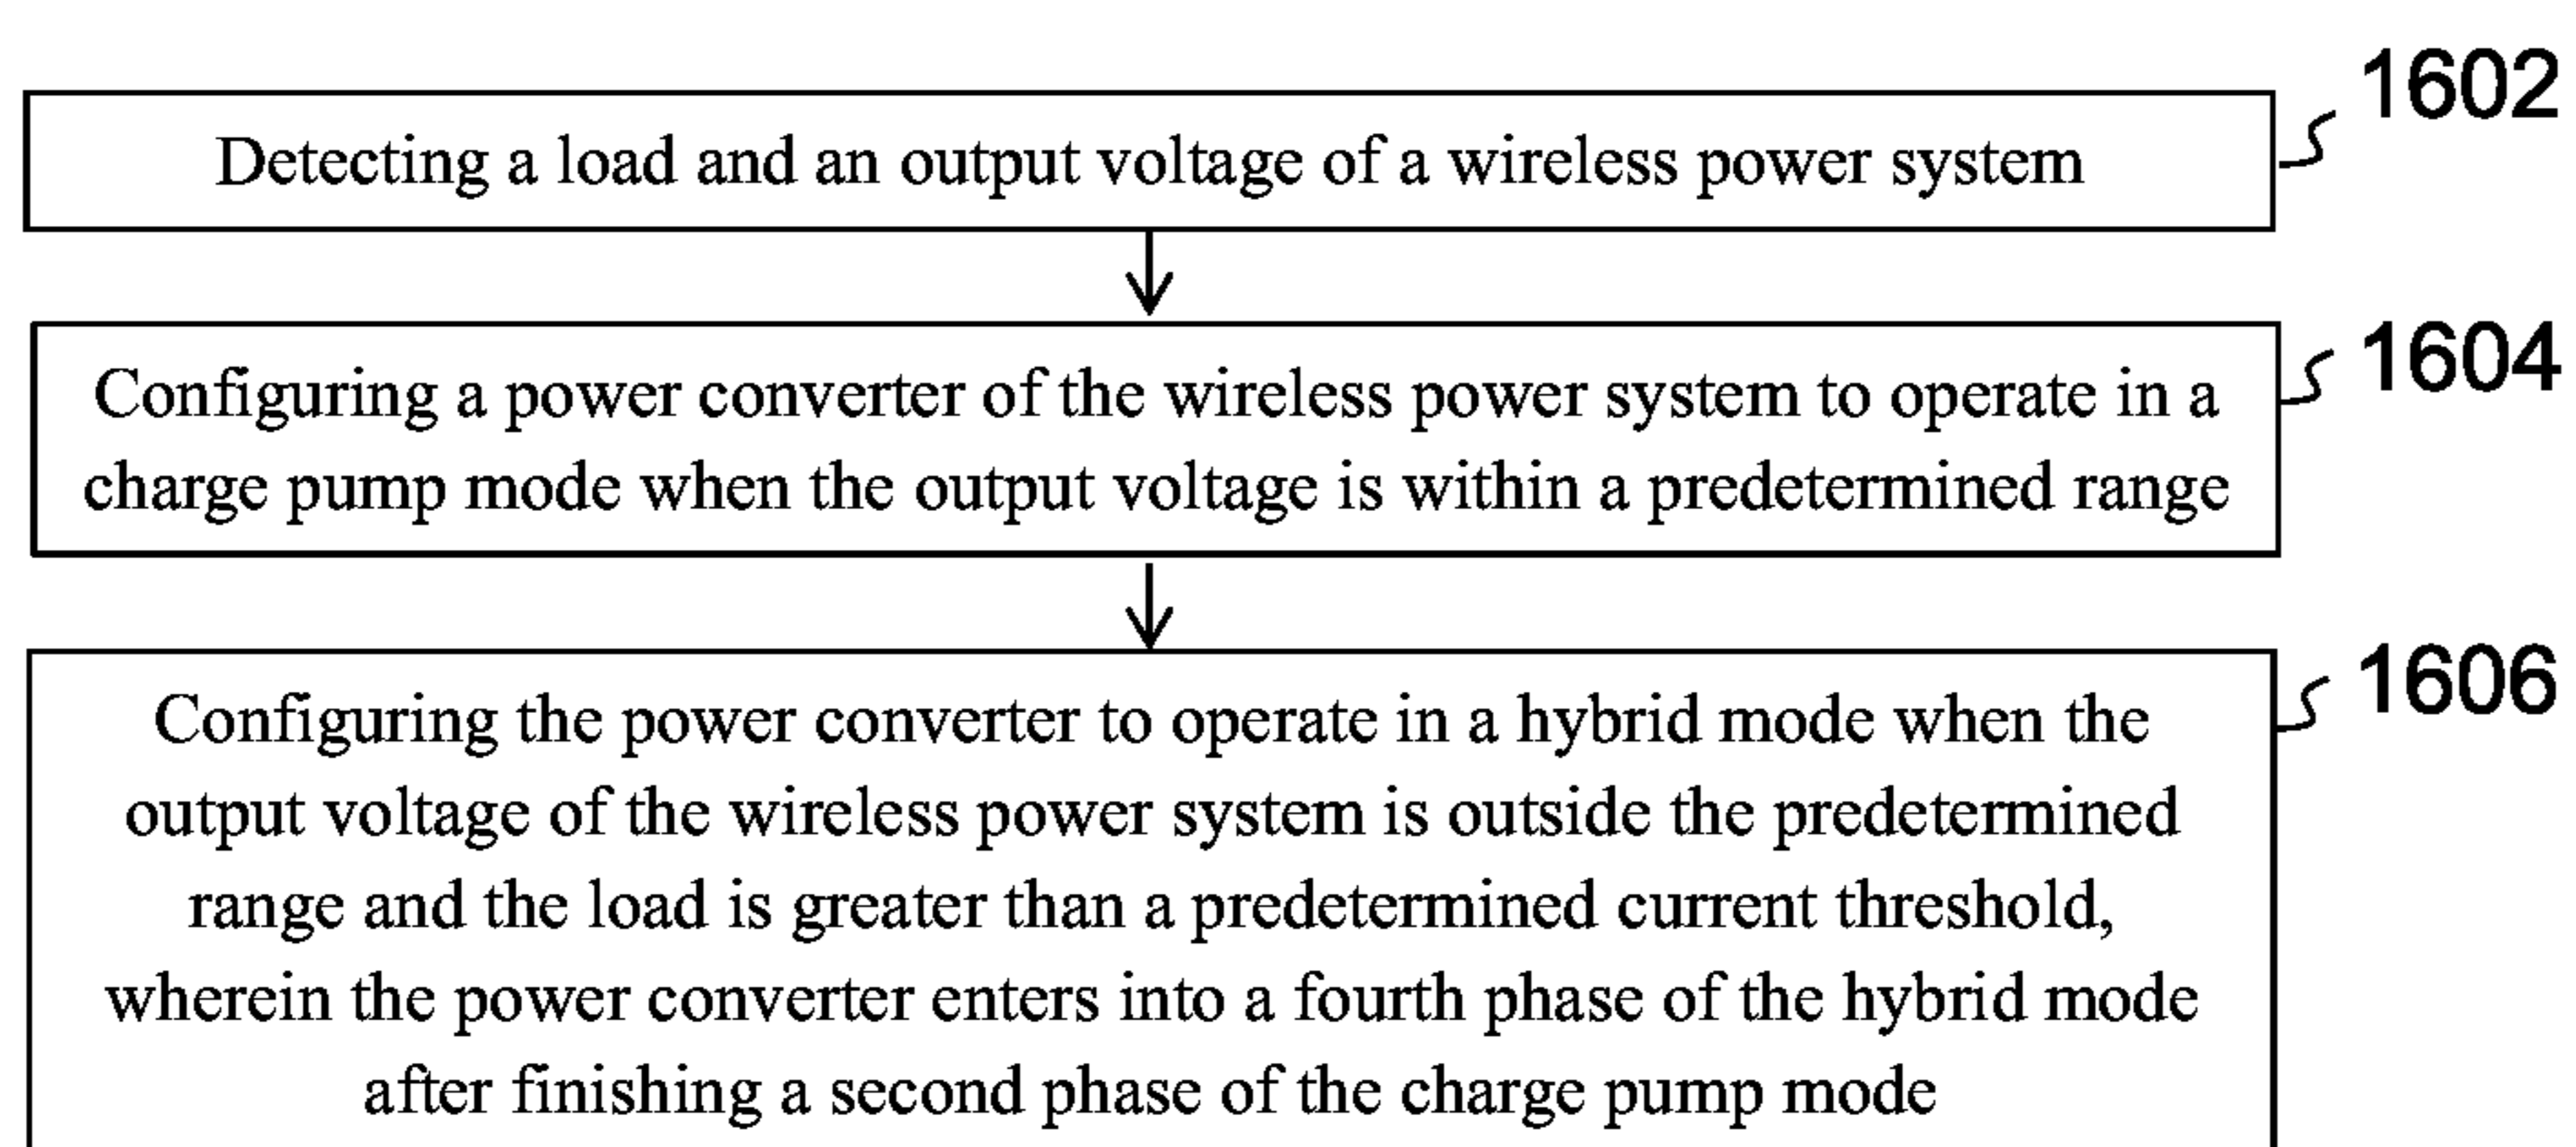 1602
Detecting a load and an output voltage of a wireless power system
1604
Configuring a power converter of the wireless power system to operate in a
charge pump mode when the output voltage is within a predetermined range
1606
Configuring the power converter to operate in a hybrid mode when the
output voltage of the wireless power system is outside the predetermined
range and the load is greater than a predetermined current threshold,
wherein the power converter enters into a fourth phase of the hybrid mode
after finishing a second phase of the charge pump mode